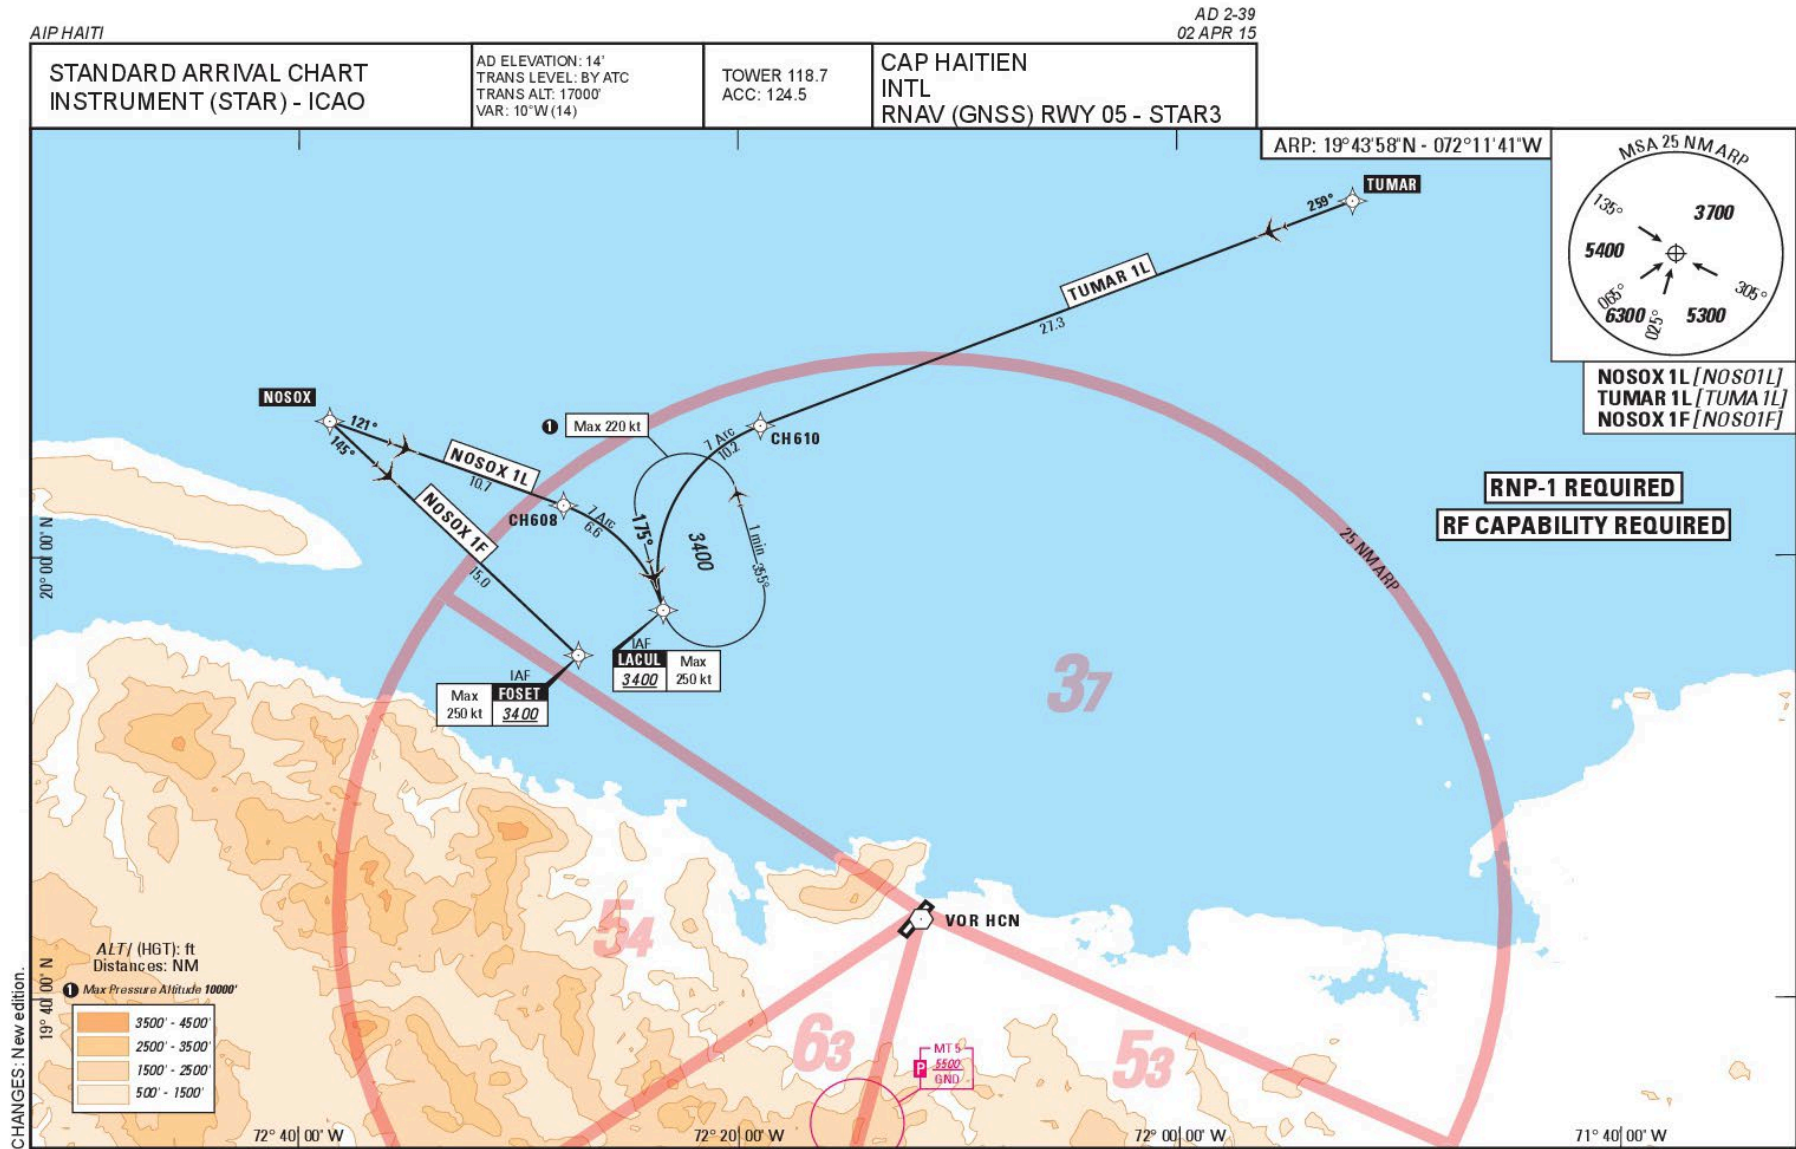 AIP HAITI
AD 2-39
02 APR 15
STANDARD ARRIVAL CHART
INSTRUMENT (STAR) - ICAO
AD ELEVATION: 14'
TRANS LEVEL: BY ATC
TRANS ALT: 17000'
VAR: 10°W (14)
TOWER 118.7
ACC: 124.5
CAP HAITIEN
INTL
RNAV (GNSS) RWY 05 - STAR3
ARP: 19°43'58"N - 072°11'41"W
MSA 25 NM ARP
135°
3700
5400
065°
6300
025°
5300
305°
NOSOX 1L [NOSO1L]
TUMAR 1L [TUMA1L]
NOSOX 1F [NOSO1F]
RNP-1 REQUIRED
RF CAPABILITY REQUIRED
TUMAR
259°
TUMAR 1L
27.3
NOSOX
121°
145°
NOSOX 1L
10.7
NOSOX 1F
15.0
1 Max 220 kt
7 Arc
10.2
CH610
CH608
7 Arc
6.6
175°
3400
1 min 355°
25 NM ARP
IAF
LACUL
3400
Max
250 kt
IAF
FOSET
3400
Max
250 kt
37
54
63
53
VOR HCN
MT5
P 5500
GND
20° 00' 00" N
19° 40' 00" N
ALT/ (HGT): ft
Distances: NM
1 Max Pressure Altitude 10000'
3500' - 4500'
2500' - 3500'
1500' - 2500'
500' - 1500'
72° 40' 00" W
72° 20' 00" W
72° 00' 00" W
71° 40' 00" W
CHANGES: New edition.